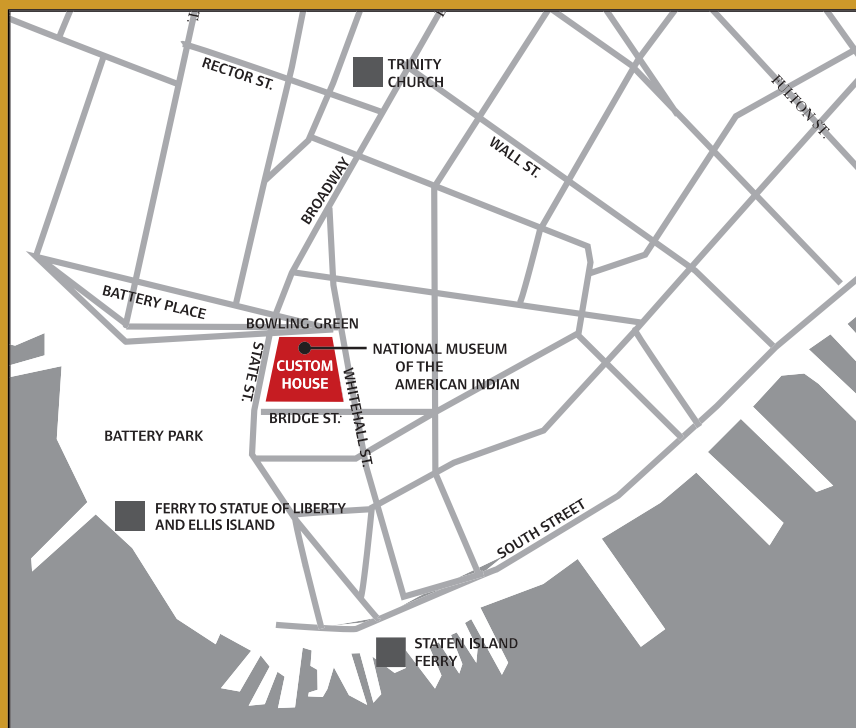 T.
TRINITY
CHURCH
RECTOR ST.
FULTON ST.
WALL ST.
BROADWAY
BATTERY PLACE
BOWLING GREEN
STATE ST.
CUSTOM
HOUSE
WHITEHALL ST.
NATIONAL MUSEUM
OF THE
AMERICAN INDIAN
BRIDGE ST.
BATTERY PARK
FERRY TO STATUE OF LIBERTY
AND ELLIS ISLAND
SOUTH STREET
STATEN ISLAND
FERRY